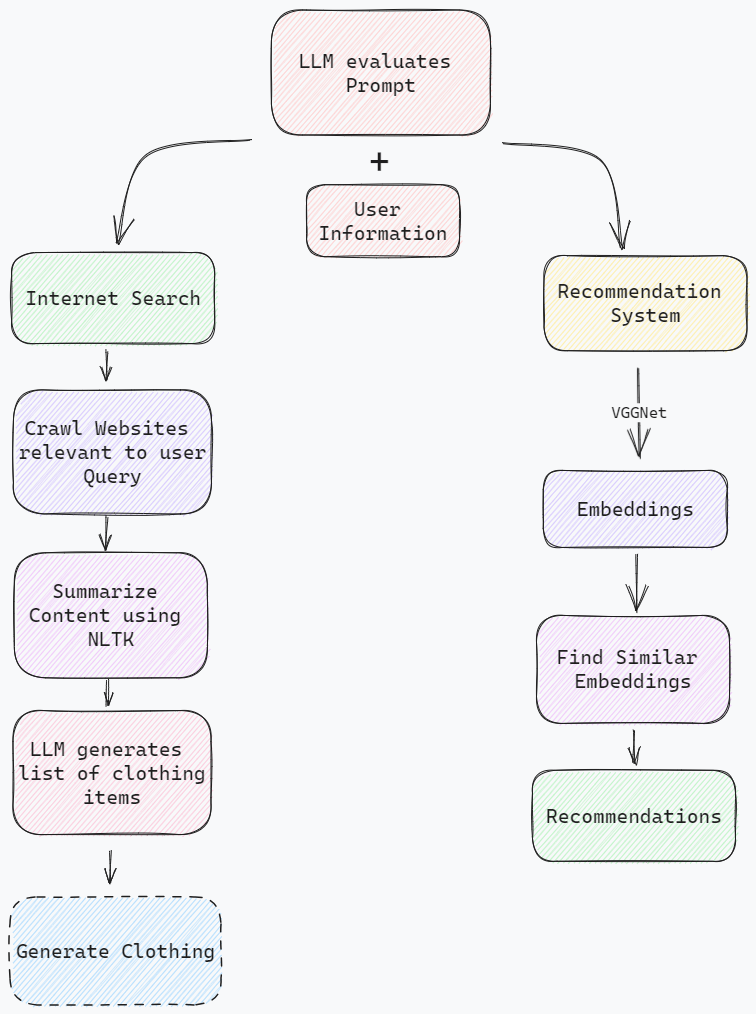 LLM evaluates
Prompt
+
User
Information
Internet Search
Crawl Websites
relevant to user
Query
Summarize
Content using
NLTK
LLM generates
list of clothing
items
Generate Clothing
Recommendation
System
VGGNet
Embeddings
Find Similar
Embeddings
Recommendations